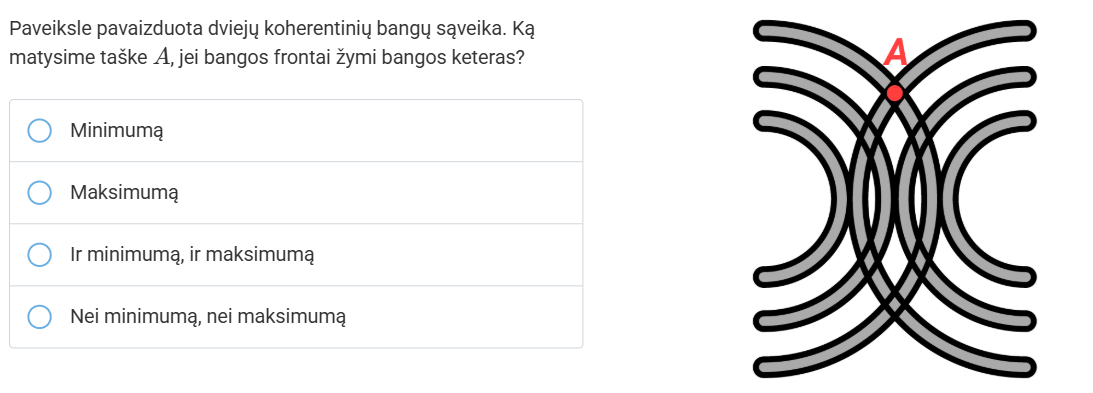 Paveiksle pavaizduota dviejų koherentinių bangų sąveika. Ką
matysime taške A, jei bangos frontai žymi bangos keteras?
A
Minimumą
Maksimumą
Ir minimumą, ir maksimumą
Nei minimumą, nei maksimumą